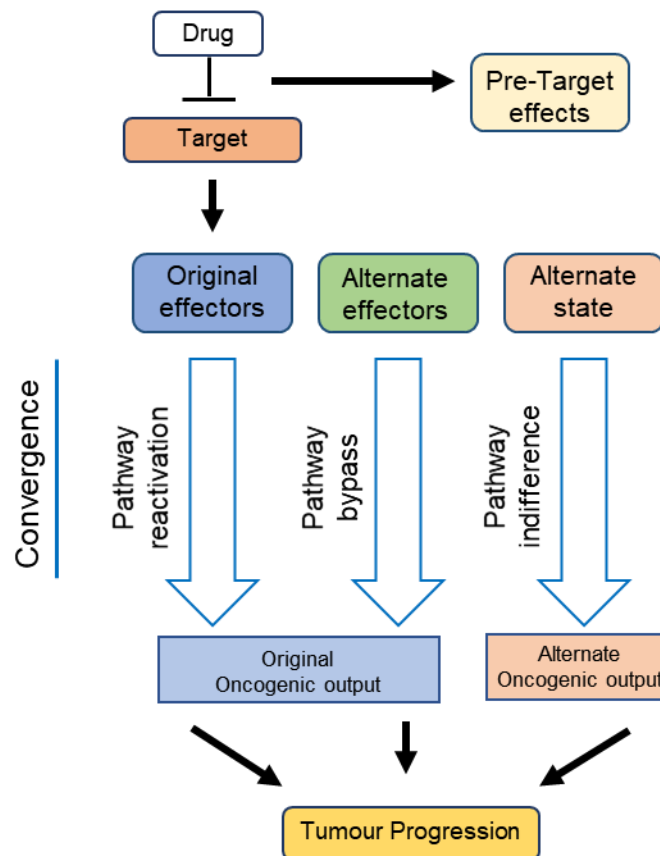 Drug
Pre-Target
effects
Target
Original
effectors
Alternate
effectors
Alternate
state
Convergence
Pathway
reactivation
Pathway
bypass
Pathway
indifference
Original
Oncogenic output
Alternate
Oncogenic output
Tumour Progression